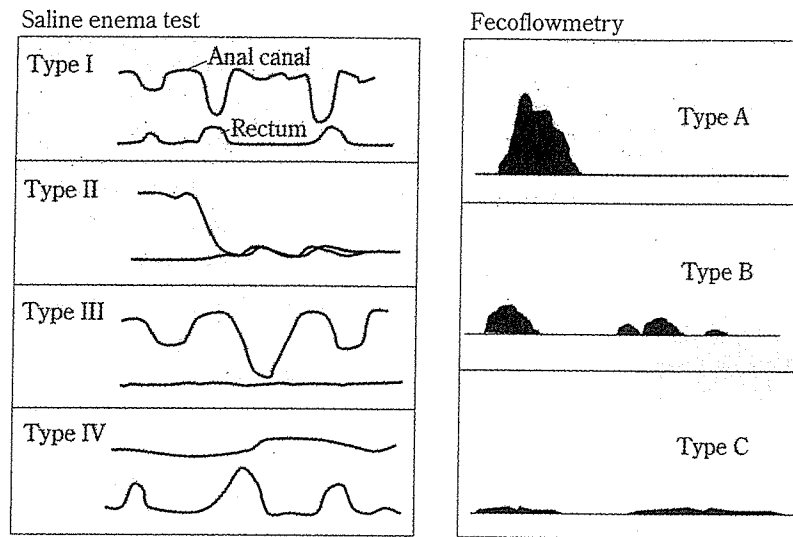 Saline enema test
Type I
Anal canal
Rectum
Type II
Type III
Type IV
Fecoflowmetry
Type A
Type B
Type C